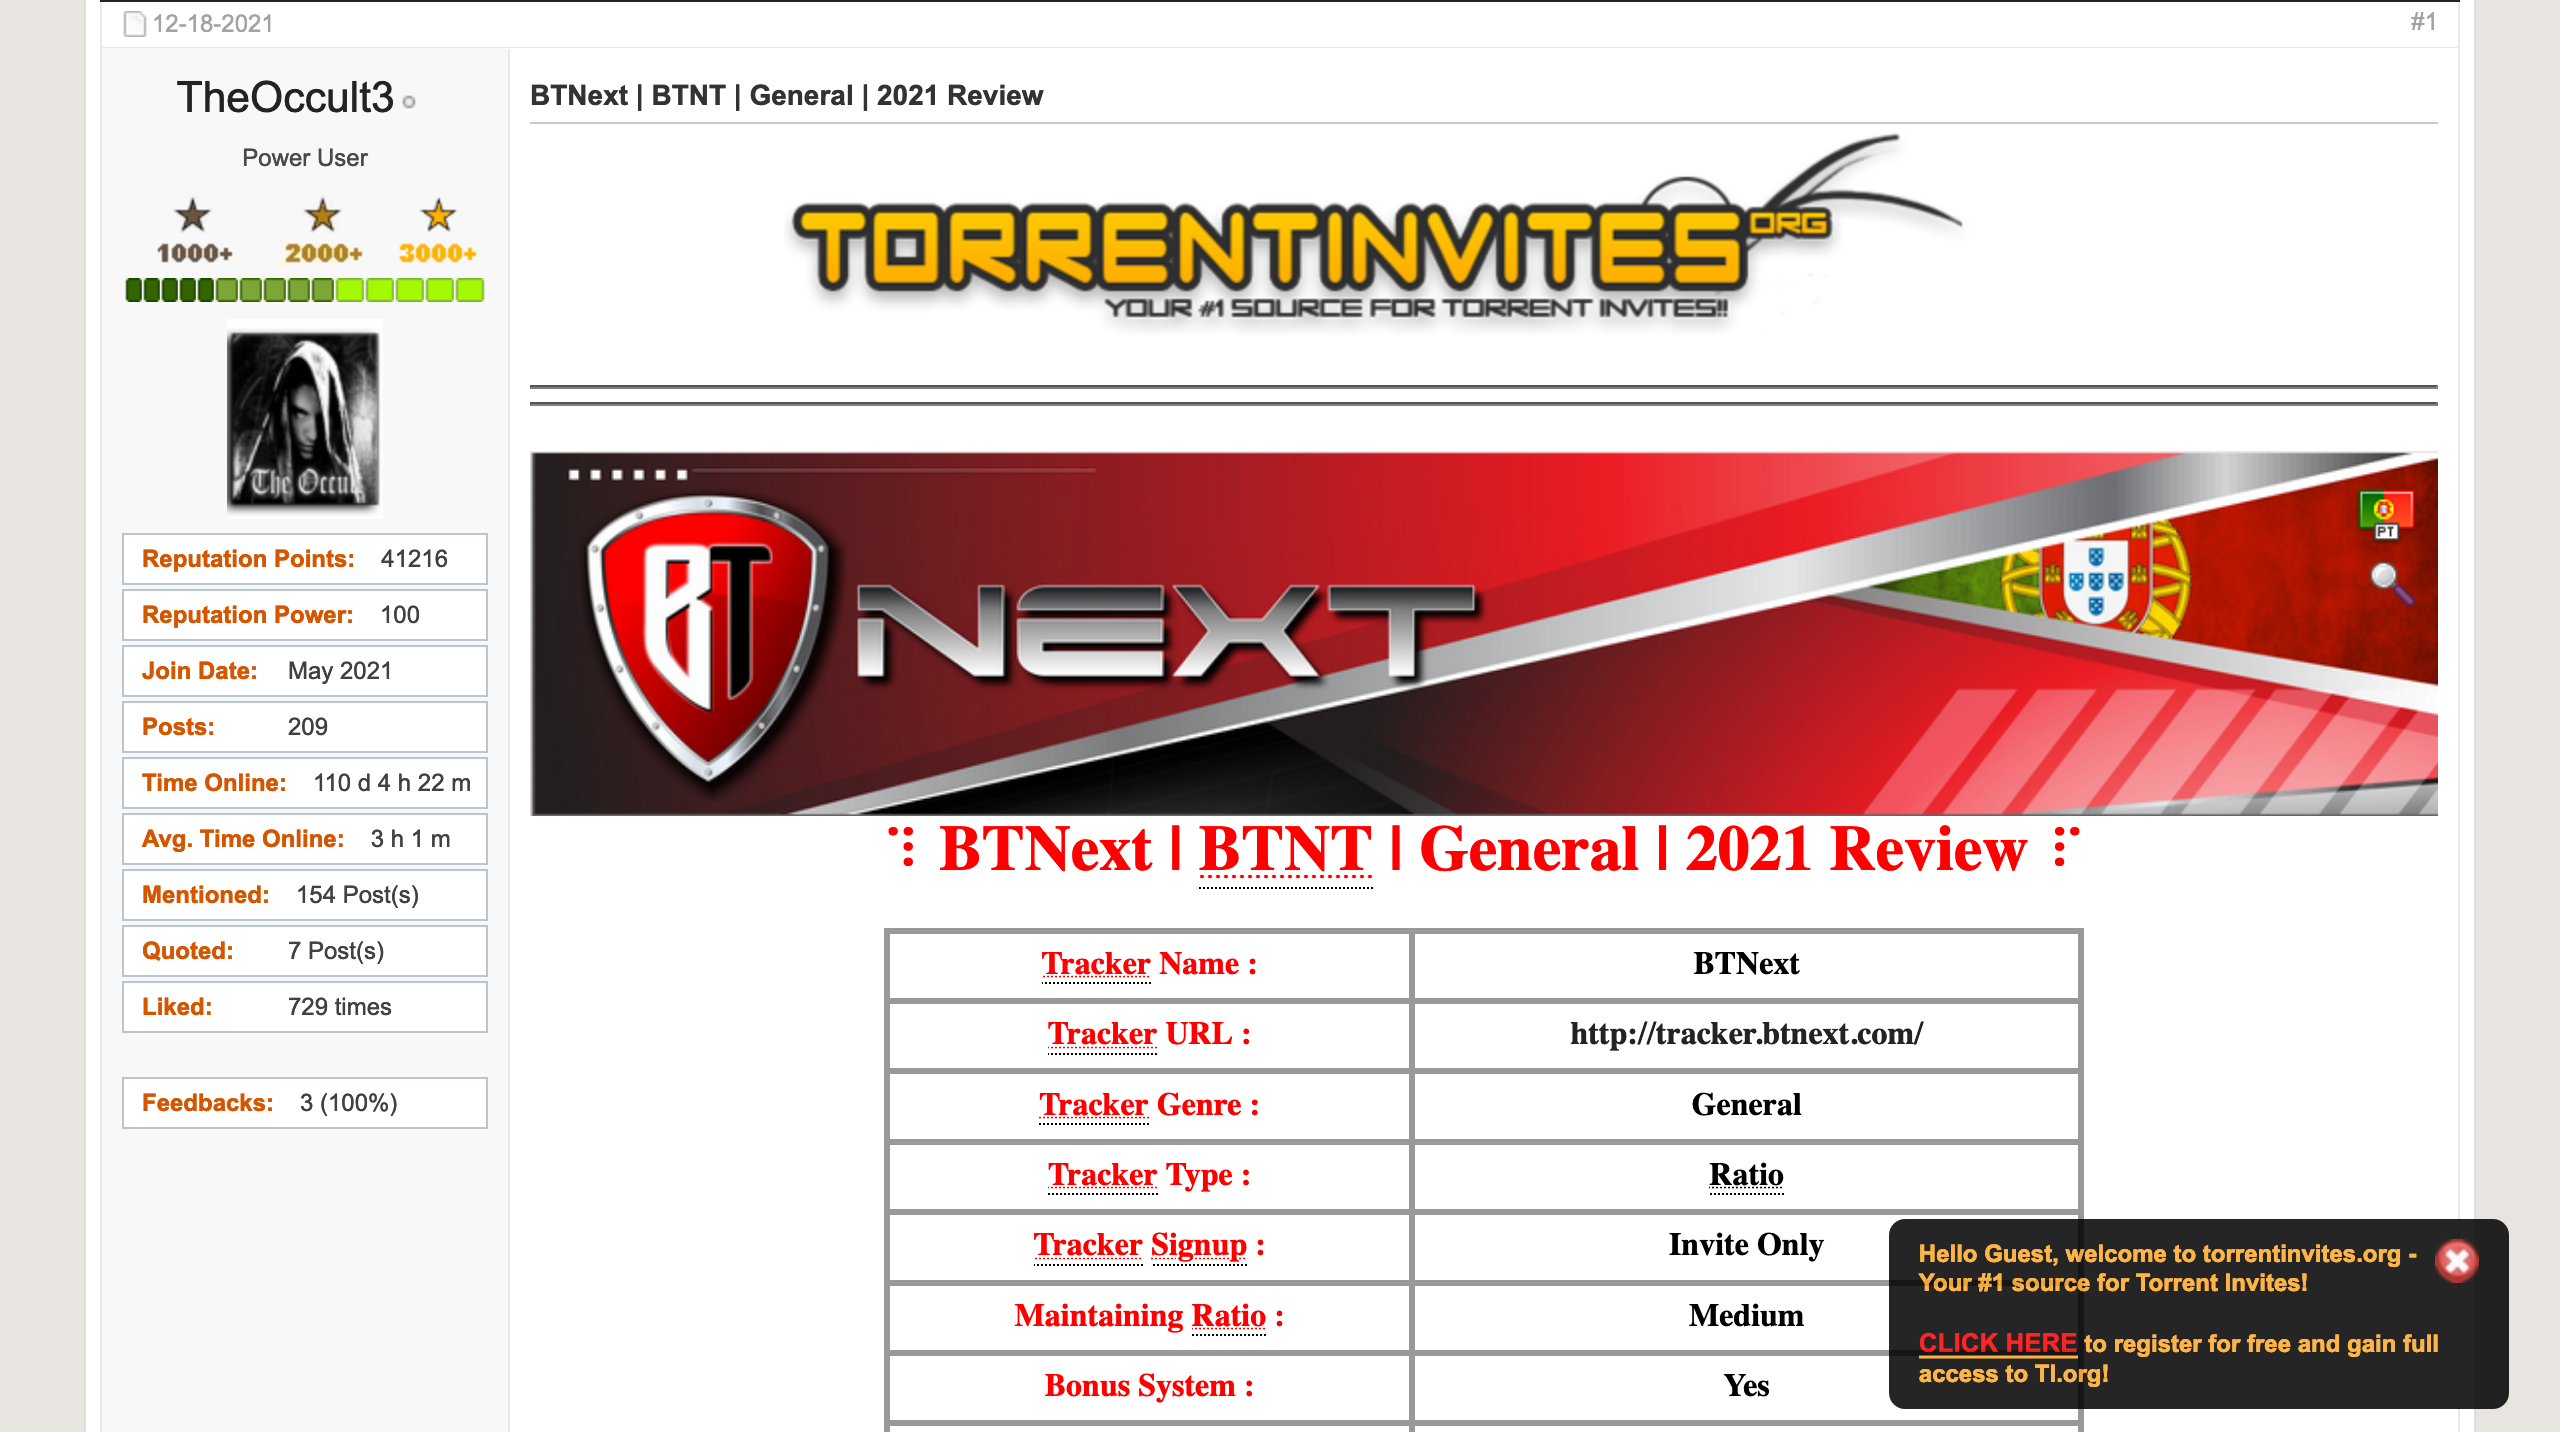 12-18-2021
#1
TheOccult3
Power User
1000+ 2000+ 3000+
The Occult
Reputation Points: 41216
Reputation Power: 100
Join Date: May 2021
Posts: 209
Time Online: 110 d 4 h 22 m
Avg. Time Online: 3 h 1 m
Mentioned: 154 Post(s)
Quoted: 7 Post(s)
Liked: 729 times
Feedbacks: 3 (100%)
BTNext | BTNT | General | 2021 Review
TORRENTINVITES ORG
YOUR #1 SOURCE FOR TORRENT INVITES!!
BT NEXT
PT
BTNext | BTNT | General | 2021 Review
Tracker Name : BTNext
Tracker URL : http://tracker.btnext.com/
Tracker Genre : General
Tracker Type : Ratio
Tracker Signup : Invite Only
Maintaining Ratio : Medium
Bonus System : Yes
Hello Guest, welcome to torrentinvites.org -
Your #1 source for Torrent Invites!
CLICK HERE to register for free and gain full
access to TI.org!